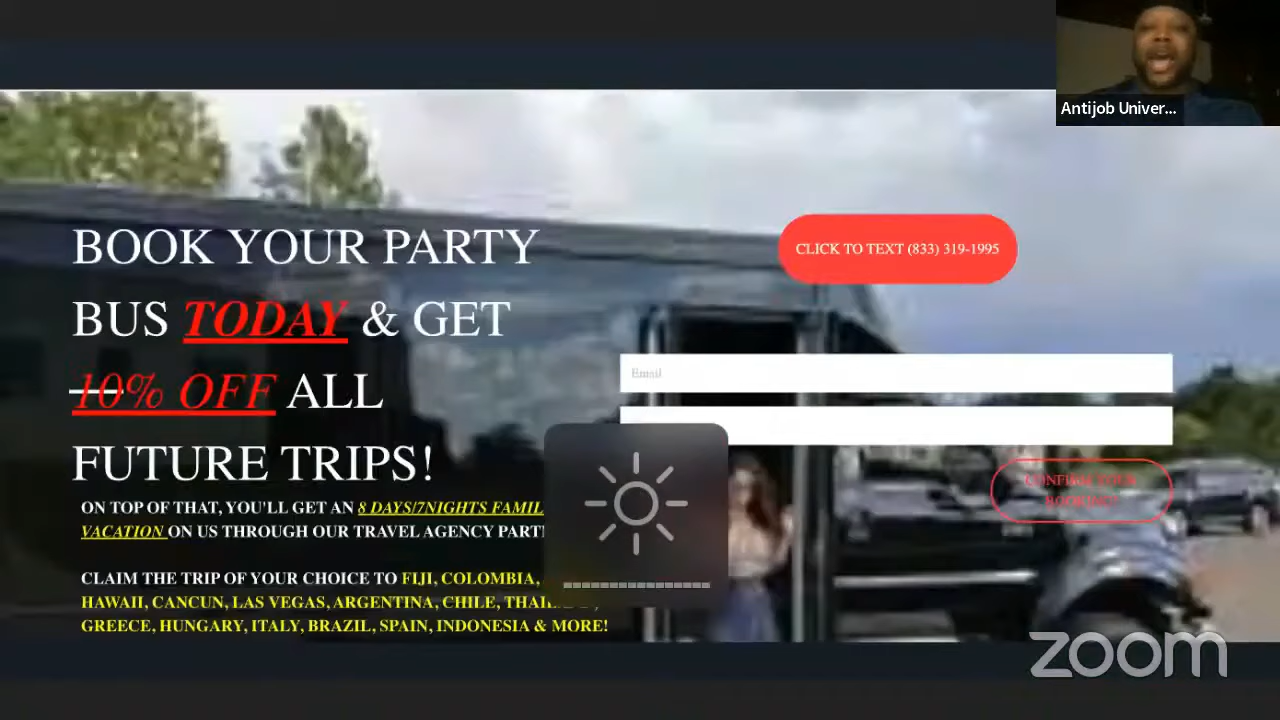 Antijob Univer...
BOOK YOUR PARTY
BUS TODAY & GET
10% OFF ALL
FUTURE TRIPS!
ON TOP OF THAT, YOU'LL GET AN 8 DAYS/7NIGHTS
VACATION ON US THROUGH OUR TRAVEL AGENCY
CLAIM THE TRIP OF YOUR CHOICE TO FIJI, COLOMBIA,
HAWAII, CANCUN, LAS VEGAS, ARGENTINA, CHILE,
GREECE, HUNGARY, ITALY, BRAZIL, SPAIN, INDONESIA & MORE!
CLICK TO TEXT (833) 319-1995
Email
CONFIRM YOUR
BOOKING!
zoom